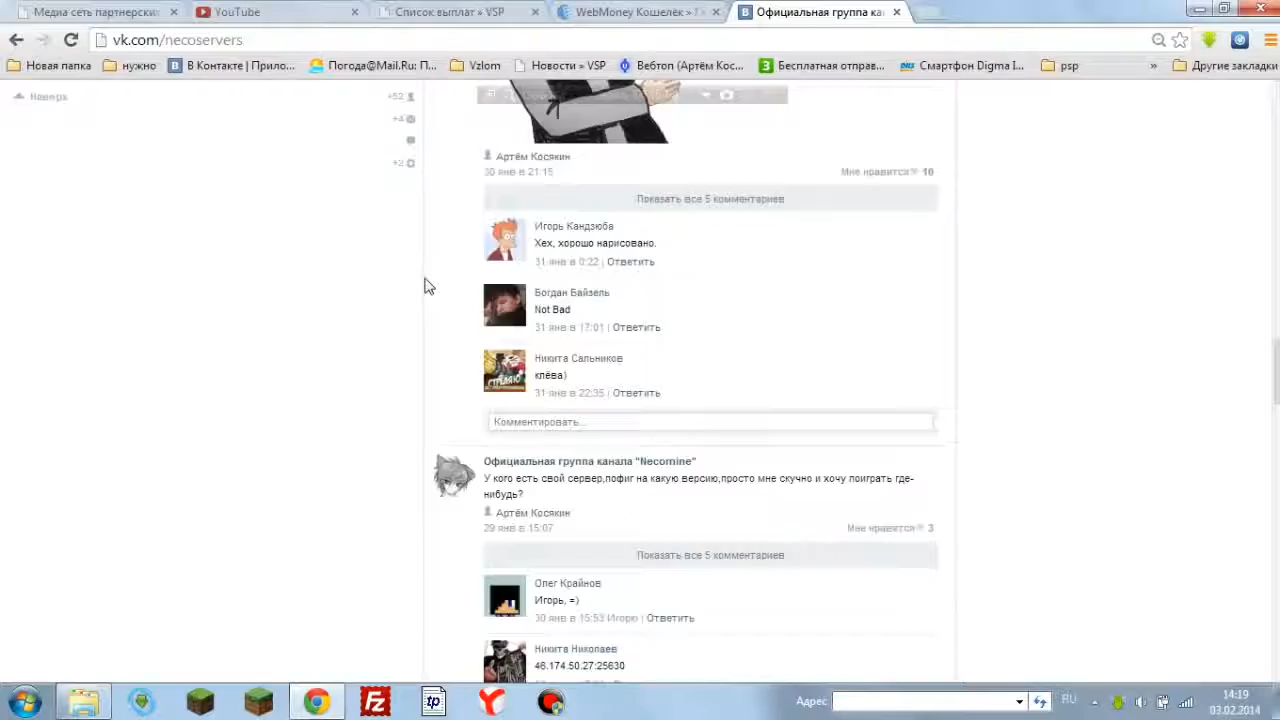 Медиа сеть партнерски
YouTube
Список выплат » VSP
WebMoney Кошелёк »
Официальная группа ка
vk.com/necoservers
Новая папка
нужно
В Контакте | Прило...
Погода@Mail.Ru: П...
Vzlom
Новости » VSP
Вебтоп (Артём Кос...
Бесплатная отправ...
Смартфон Digma I...
psp
»
Другие закладки
Наверх
+52
+4
+2
Артём Косякин
30 янв в 21:15
Мне нравится 10
Показать все 5 комментариев
Игорь Кандзюба
Хех, хорошо нарисовано.
31 янв в 0:22 | Ответить
Богдан Байзель
Not Bad
31 янв в 17:01 | Ответить
Никита Сальников
клёва)
31 янв в 22:35 | Ответить
Комментировать...
Официальная группа канала "Necomine"
У кого есть свой сервер,пофиг на какую версию,просто мне скучно и хочу поиграть где-
нибудь?
Артём Косякин
29 янв в 15:07
Мне нравится 3
Показать все 5 комментариев
Олег Крайнов
Игорь, =)
30 янв в 15:53 Игорю | Ответить
Никита Николаев
46.174.50.27:25630
Адрес
RU
14:19
03.02.2014